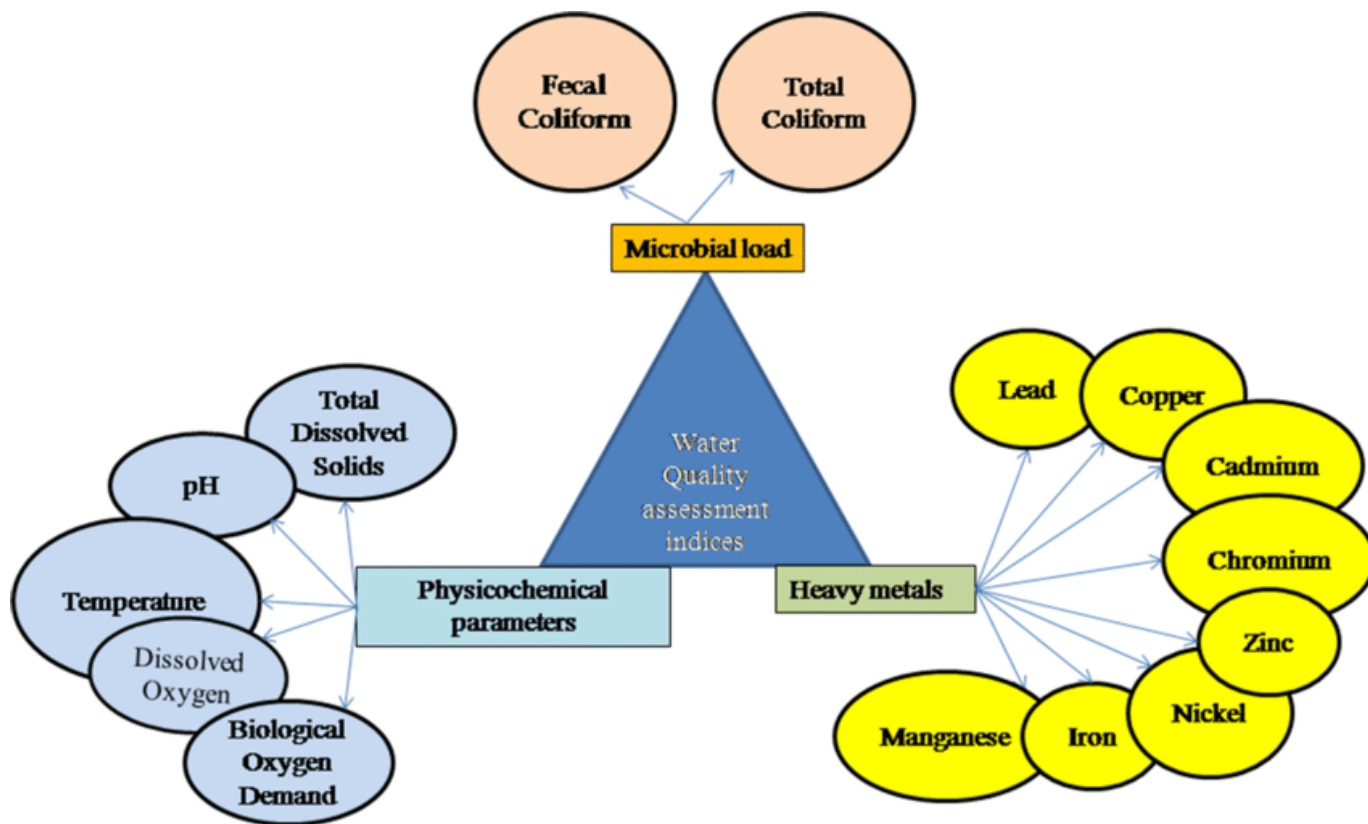 Fecal
Coliform
Total
Coliform
Microbial load
Water
Quality
assessment
indices
Physicochemical
parameters
Total
Dissolved
Solids
pH
Temperature
Dissolved
Oxygen
Biological
Oxygen
Demand
Heavy metals
Lead
Copper
Cadmium
Chromium
Zinc
Nickel
Iron
Manganese